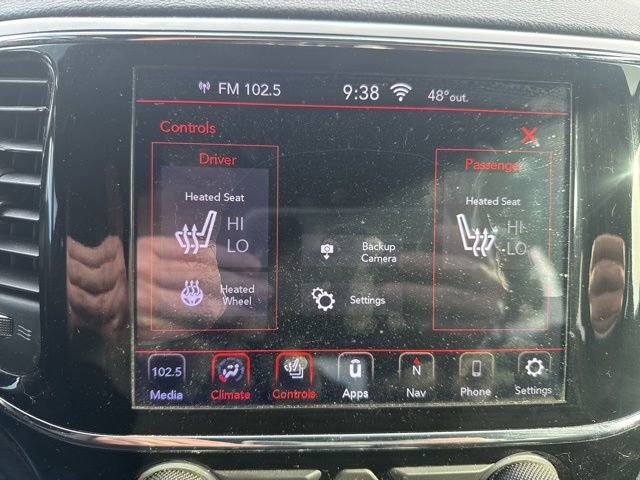 FM 102.5 9:38 48° out.
Controls
Driver
Heated Seat
HI
LO
Heated
Wheel
Backup
Camera
Settings
Passenger
Heated Seat
HI
LO
102.5
Media
Climate
Controls
Apps
N
Nav
Phone
Settings